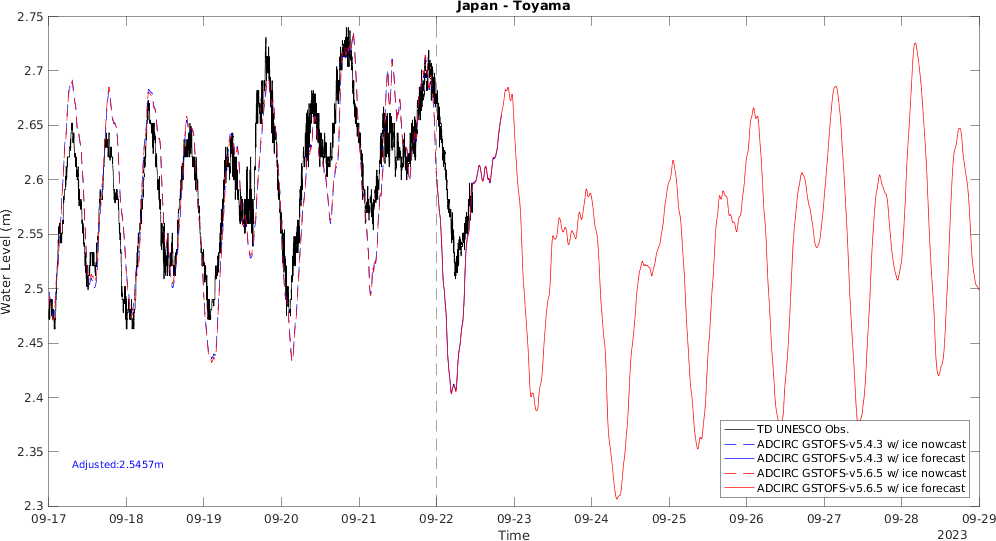 Japan - Toyama
Water Level (m)
2.75
2.7
2.65
2.6
2.55
2.5
2.45
2.4
2.35
2.3
Adjusted:2.5457m
TD UNESCO Obs.
ADCIRC GSTOFS-v5.4.3 w/ ice nowcast
ADCIRC GSTOFS-v5.4.3 w/ ice forecast
ADCIRC GSTOFS-v5.6.5 w/ ice nowcast
ADCIRC GSTOFS-v5.6.5 w/ ice forecast
09-17 09-18 09-19 09-20 09-21 09-22 09-23 09-24 09-25 09-26 09-27 09-28 09-29
Time
2023